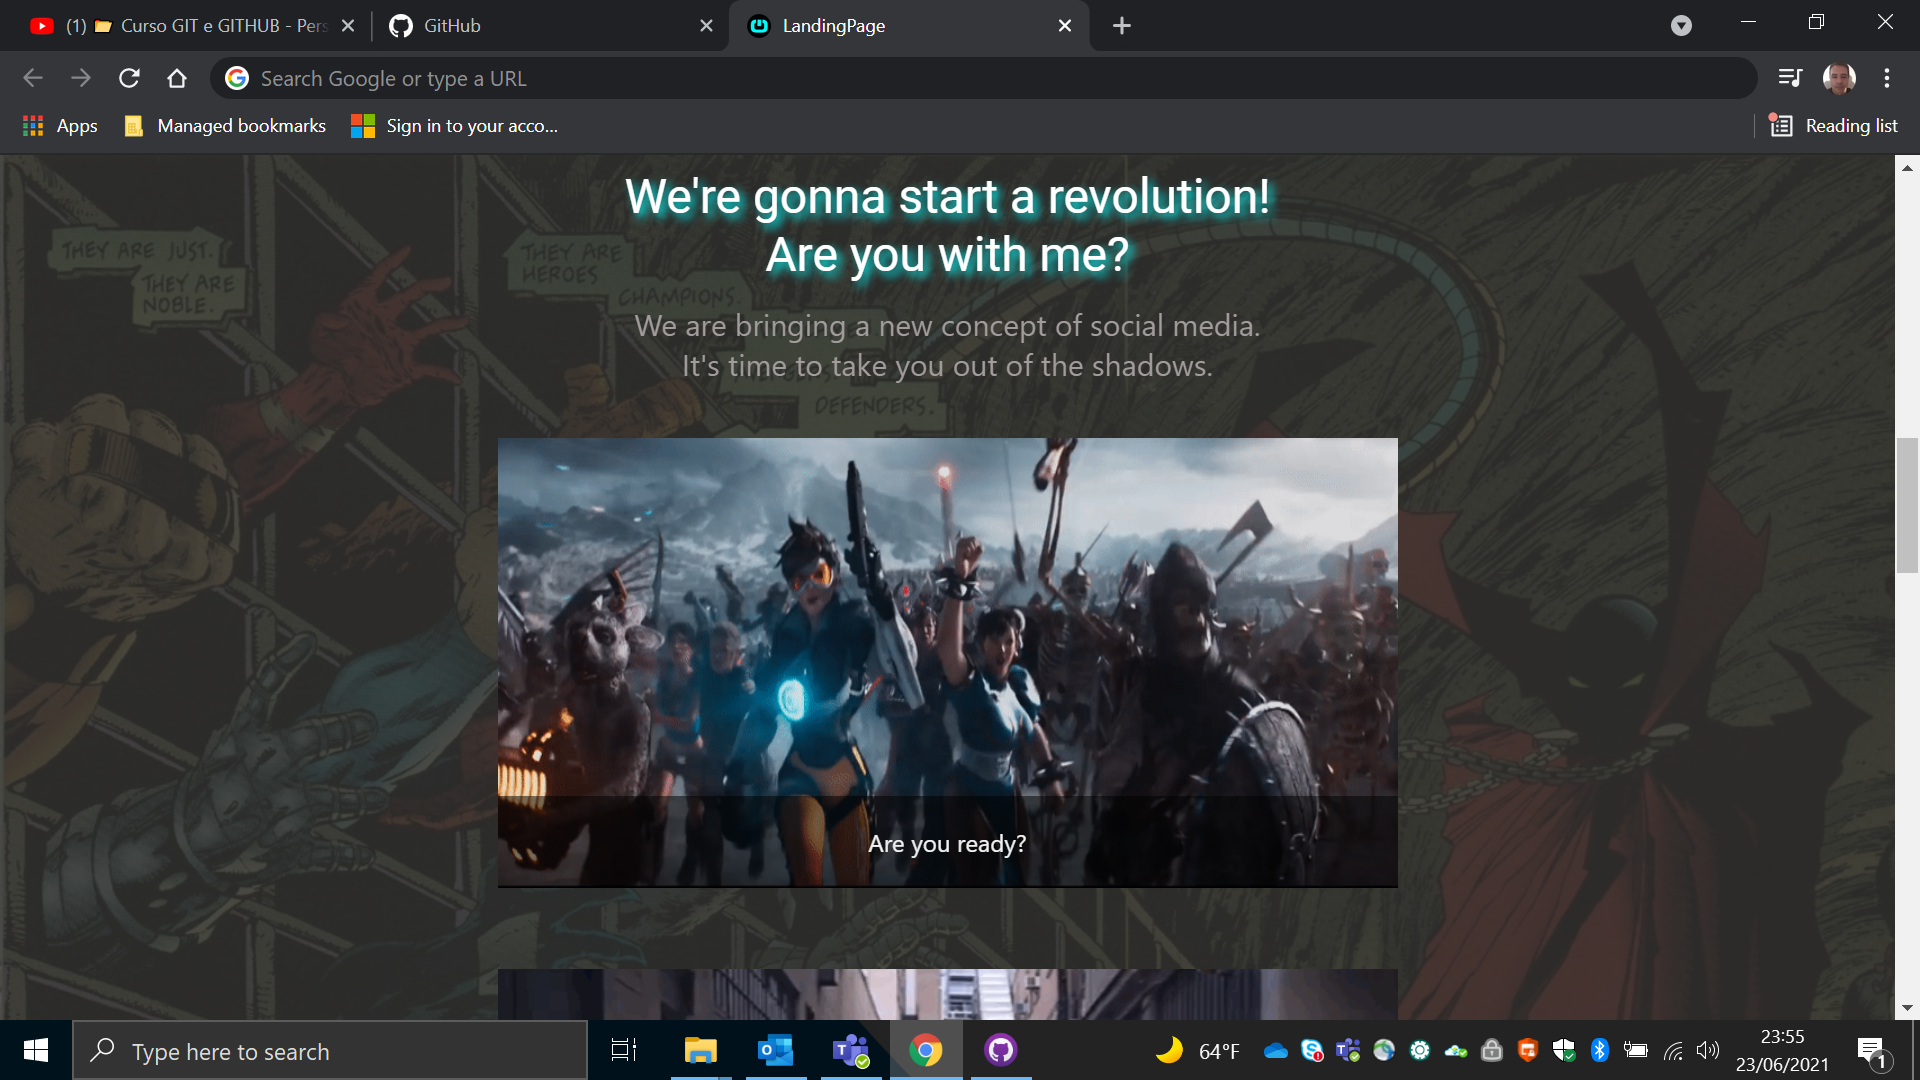 (1) 📂 Curso GIT e GITHUB - Pers
GitHub
LandingPage
Search Google or type a URL
Apps
Managed bookmarks
Sign in to your acco...
Reading list
We're gonna start a revolution!
Are you with me?
We are bringing a new concept of social media.
It's time to take you out of the shadows.
THEY ARE JUST.
THEY ARE
NOBLE.
THEY ARE
HEROES
CHAMPIONS.
DEFENDERS.
Are you ready?
Type here to search
64°F
23:55
23/06/2021
1